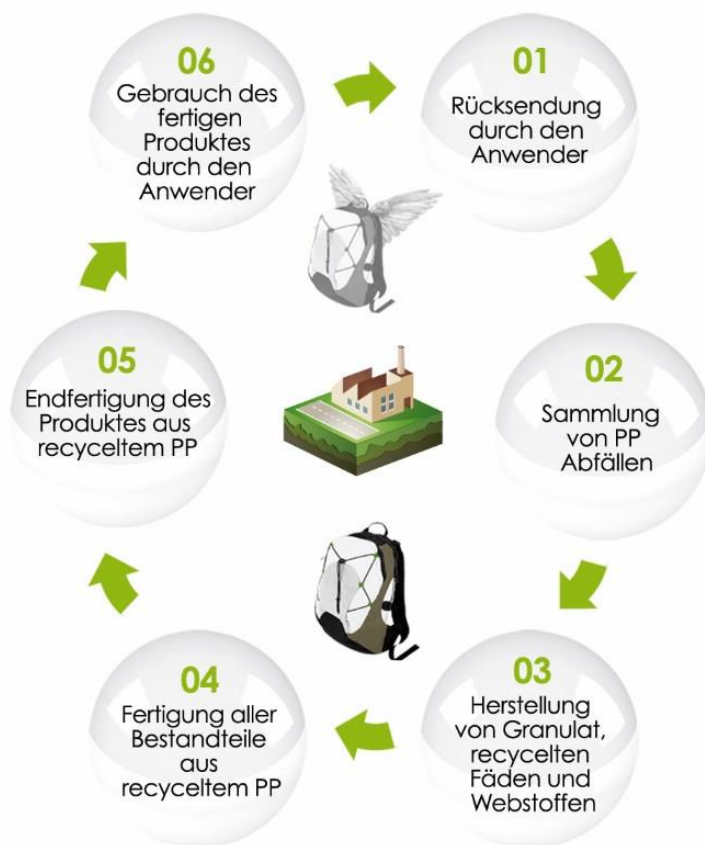 01
Rücksendung
durch den
Anwender
02
Sammlung
von PP
Abfällen
03
Herstellung
von Granulat,
recycelten
Fäden und
Webstoffen
04
Fertigung aller
Bestandteile
aus
recyceltem PP
05
Endfertigung des
Produktes aus
recyceltem PP
06
Gebrauch des
fertigen
Produktes
durch den
Anwender